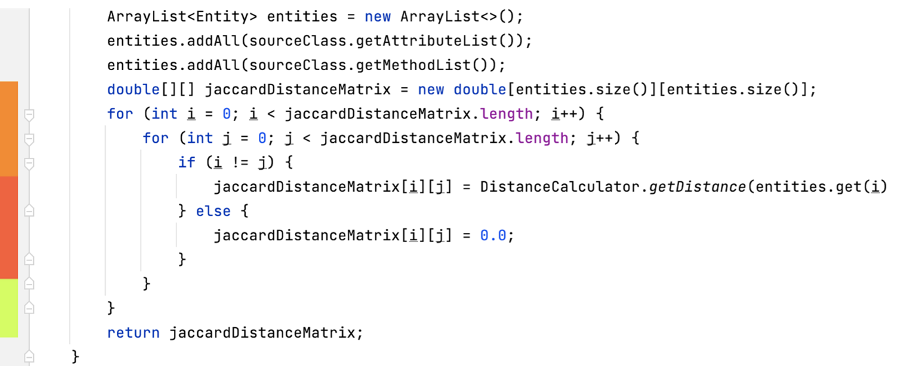 ArrayList<Entity> entities = new ArrayList<>();
entities.addAll(sourceClass.getAttributeList());
entities.addAll(sourceClass.getMethodList());
double[][] jaccardDistanceMatrix = new double[entities.size()][entities.size()];
for (int i = 0; i < jaccardDistanceMatrix.length; i++) {
for (int j = 0; j < jaccardDistanceMatrix.length; j++) {
if (i != j) {
jaccardDistanceMatrix[i][j] = DistanceCalculator.getDistance(entities.get(i)
} else {
jaccardDistanceMatrix[i][j] = 0.0;
}
}
}
return jaccardDistanceMatrix;
}